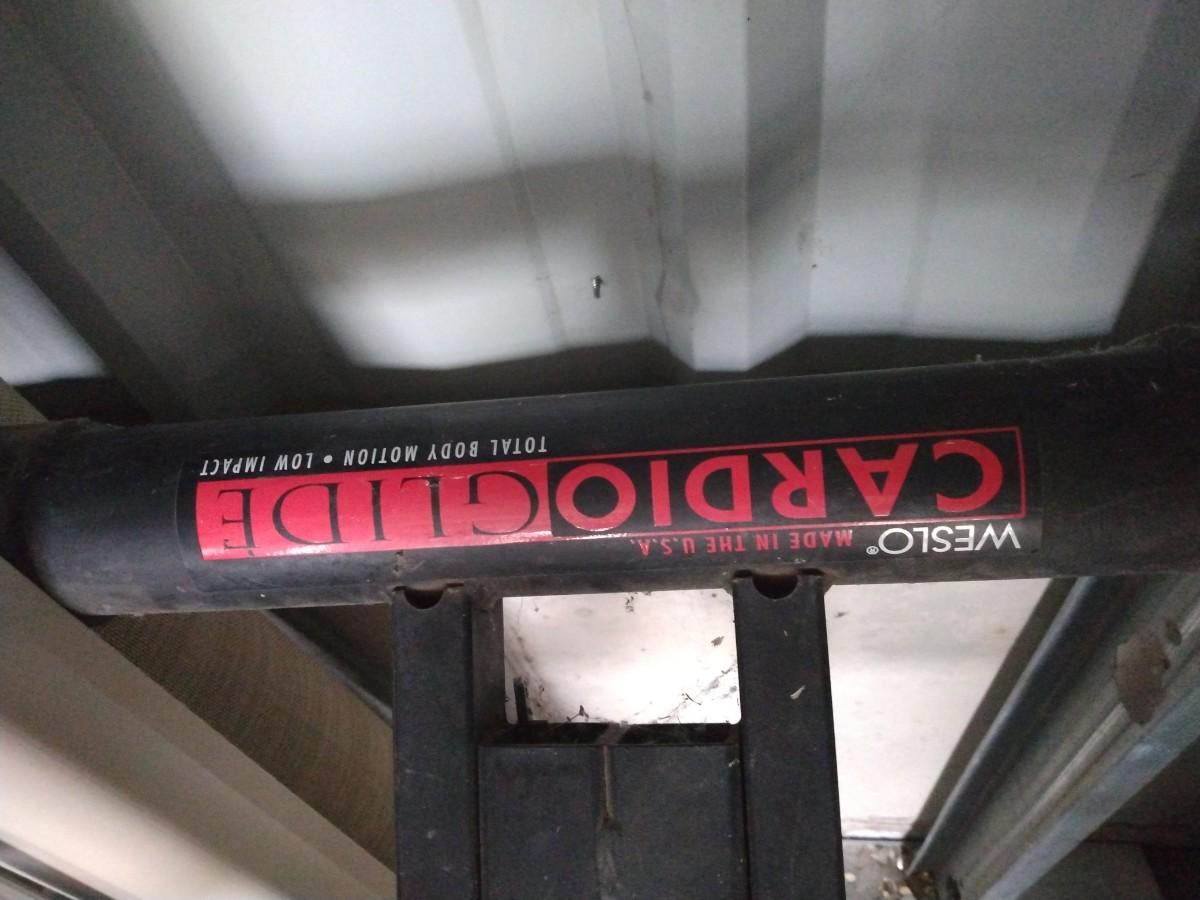 WESLO® MADE IN THE U.S.A.
CARDIOGLIDE
TOTAL BODY MOTION • LOW IMPACT